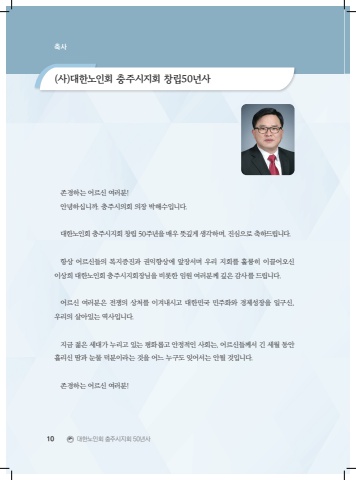 축사
(사)대한노인회 충주시지회 창립50년사
존경하는 어르신 여러분!
안녕하십니까. 충주시의회 의장 박해수입니다.
대한노인회 충주시지회 창립 50주년을 매우 뜻깊게 생각하며, 진심으로 축하드립니다.
항상 어르신들의 복지증진과 권익향상에 앞장서며 우리 지회를 훌륭히 이끌어오신
이상희 대한노인회 충주시지회장님을 비롯한 임원 여러분께 깊은 감사를 드립니다.
어르신 여러분은 전쟁의 상처를 이겨내시고 대한민국 민주화와 경제성장을 일구신,
우리의 살아있는 역사입니다.
지금 젊은 세대가 누리고 있는 평화롭고 안정적인 사회는, 어르신들께서 긴 세월 동안
흘리신 땀과 눈물 덕분이라는 것을 어느 누구도 잊어서는 안될 것입니다.
존경하는 어르신 여러분!
10 대한노인회 충주시지회 50년사